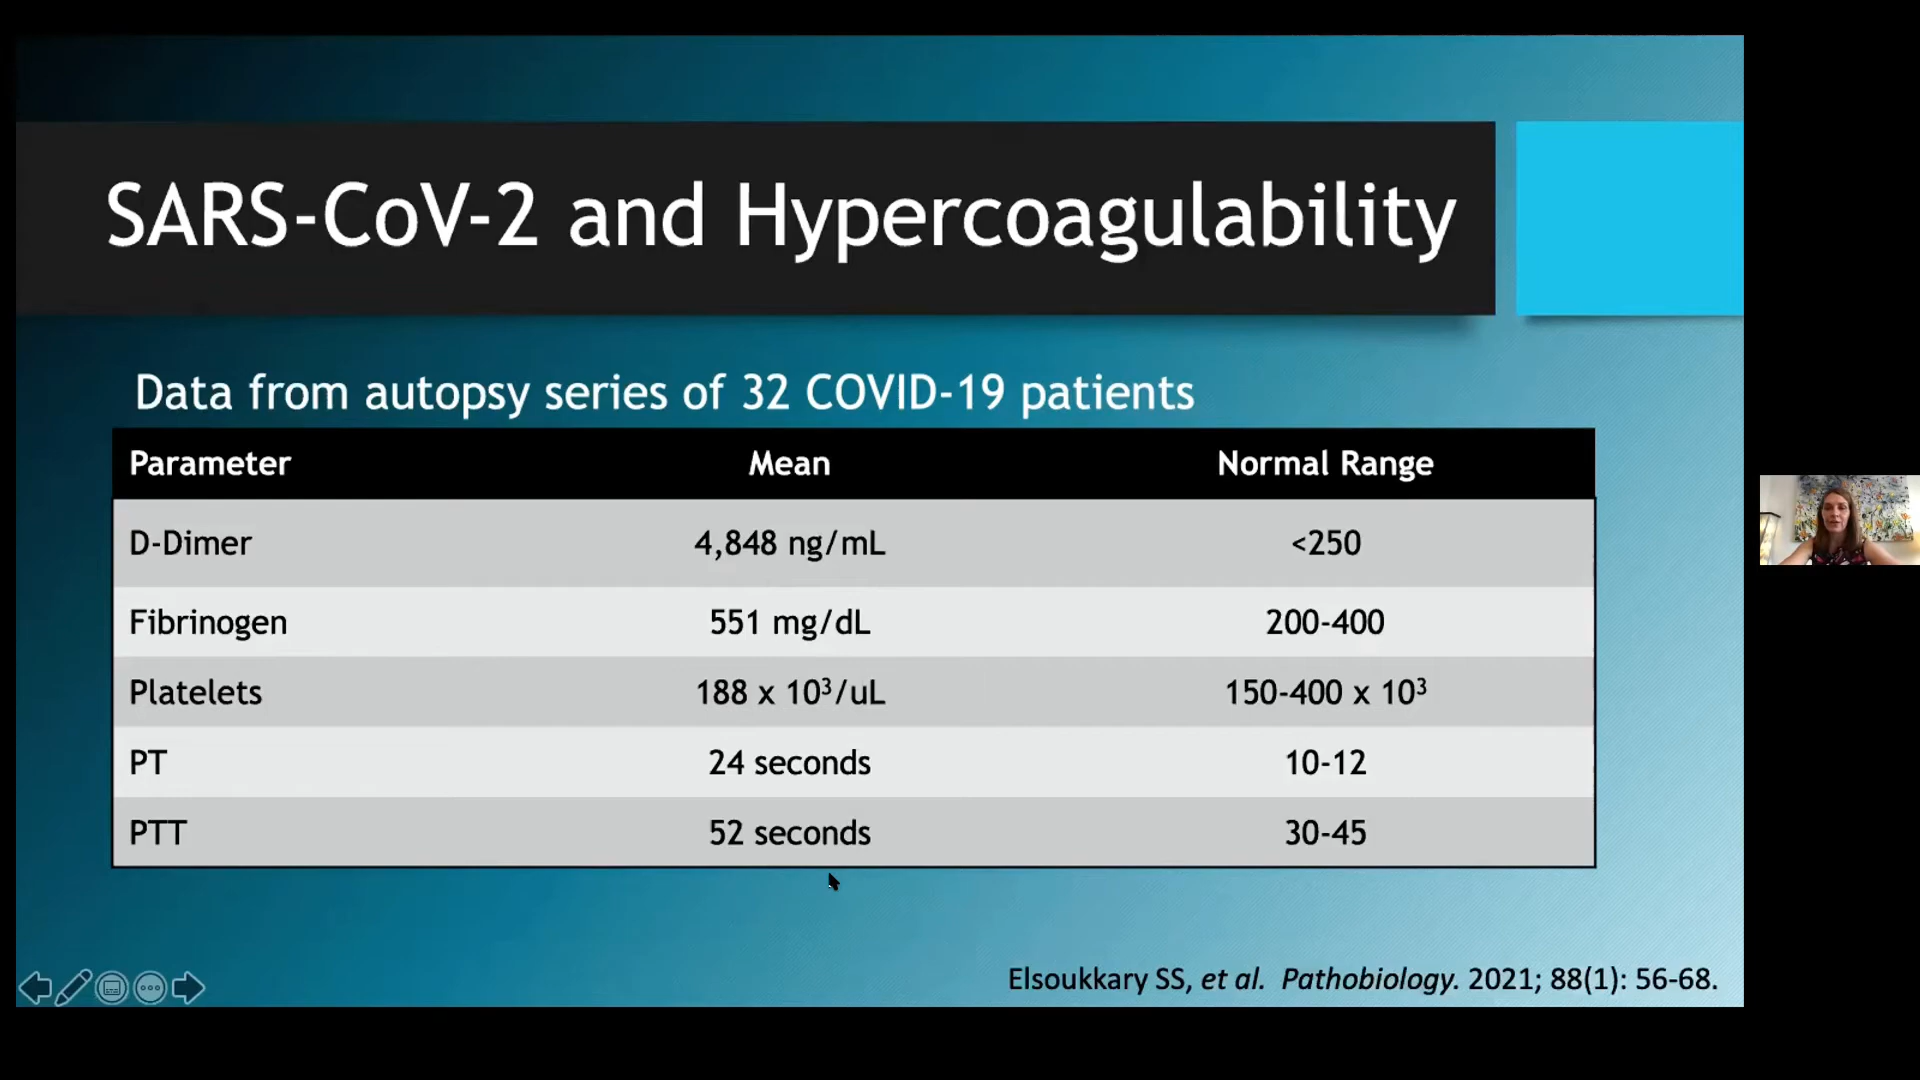 SARS-CoV-2 and Hypercoagulability
Data from autopsy series of 32 COVID-19 patients
Parameter Mean Normal Range
D-Dimer 4,848 ng/mL <250
Fibrinogen 551 mg/dL 200-400
Platelets 188 x 10³/uL 150-400 x 10³
PT 24 seconds 10-12
PTT 52 seconds 30-45
Elsoukkary SS, et al. Pathobiology. 2021; 88(1): 56-68.